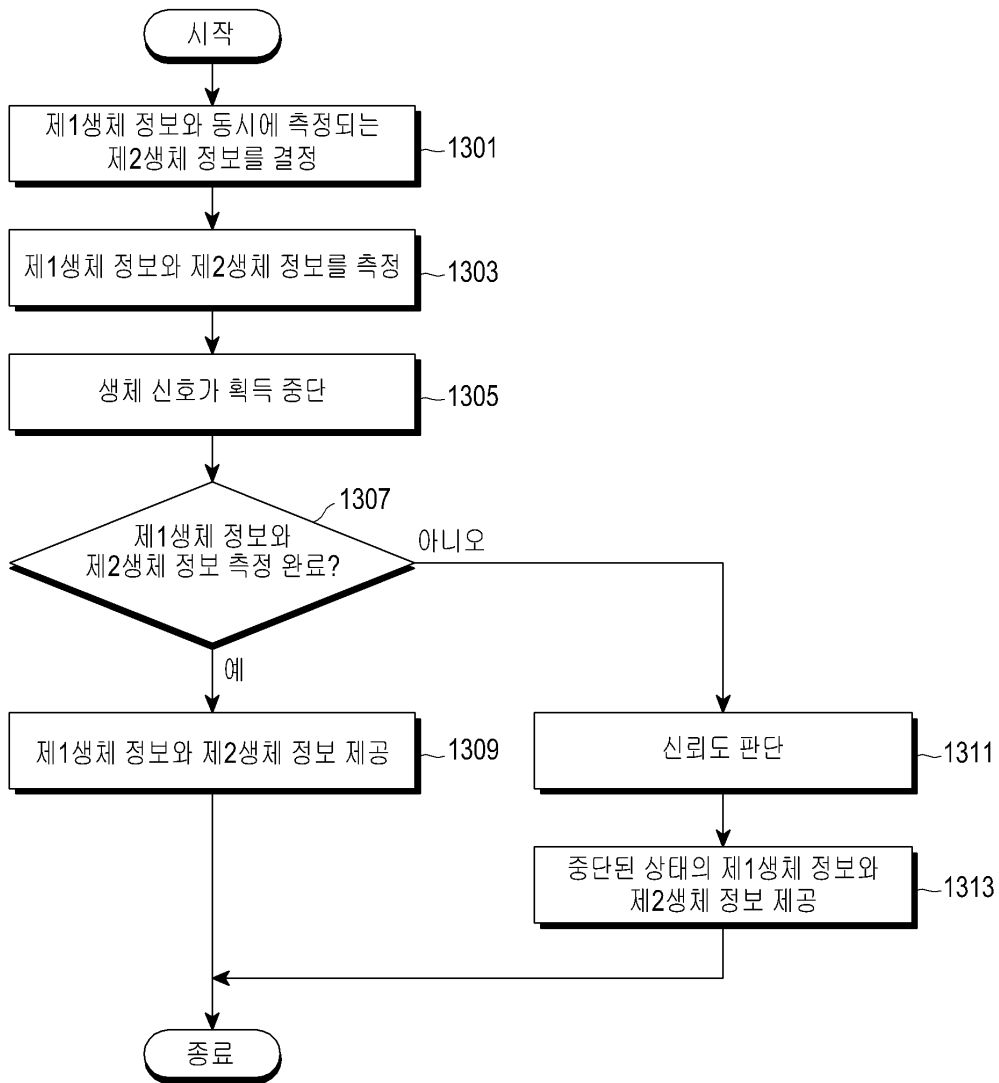 시작
제1생체 정보와 동시에 측정되는
제2생체 정보를 결정
1301
제1생체 정보와 제2생체 정보를 측정
1303
생체 신호가 획득 중단
1305
1307
제1생체 정보와
제2생체 정보 측정 완료?
아니오
예
제1생체 정보와 제2생체 정보 제공
1309
신뢰도 판단
1311
중단된 상태의 제1생체 정보와
제2생체 정보 제공
1313
종료